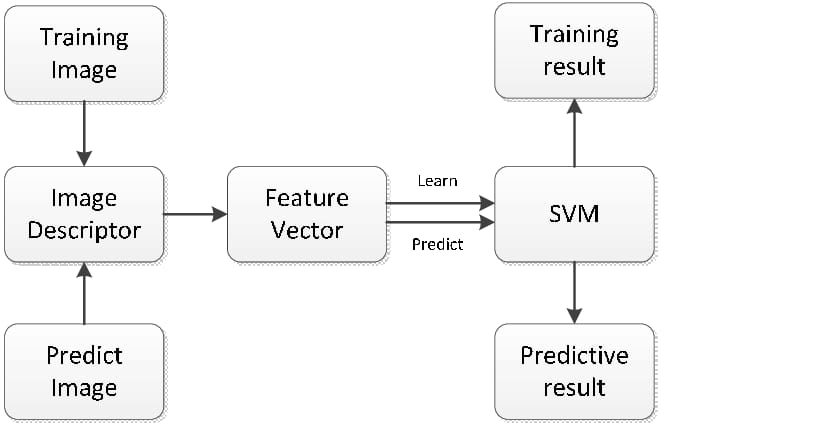 Training
Image
Training
result
Image
Descriptor
Feature
Vector
Learn
Predict
SVM
Predict
Image
Predictive
result